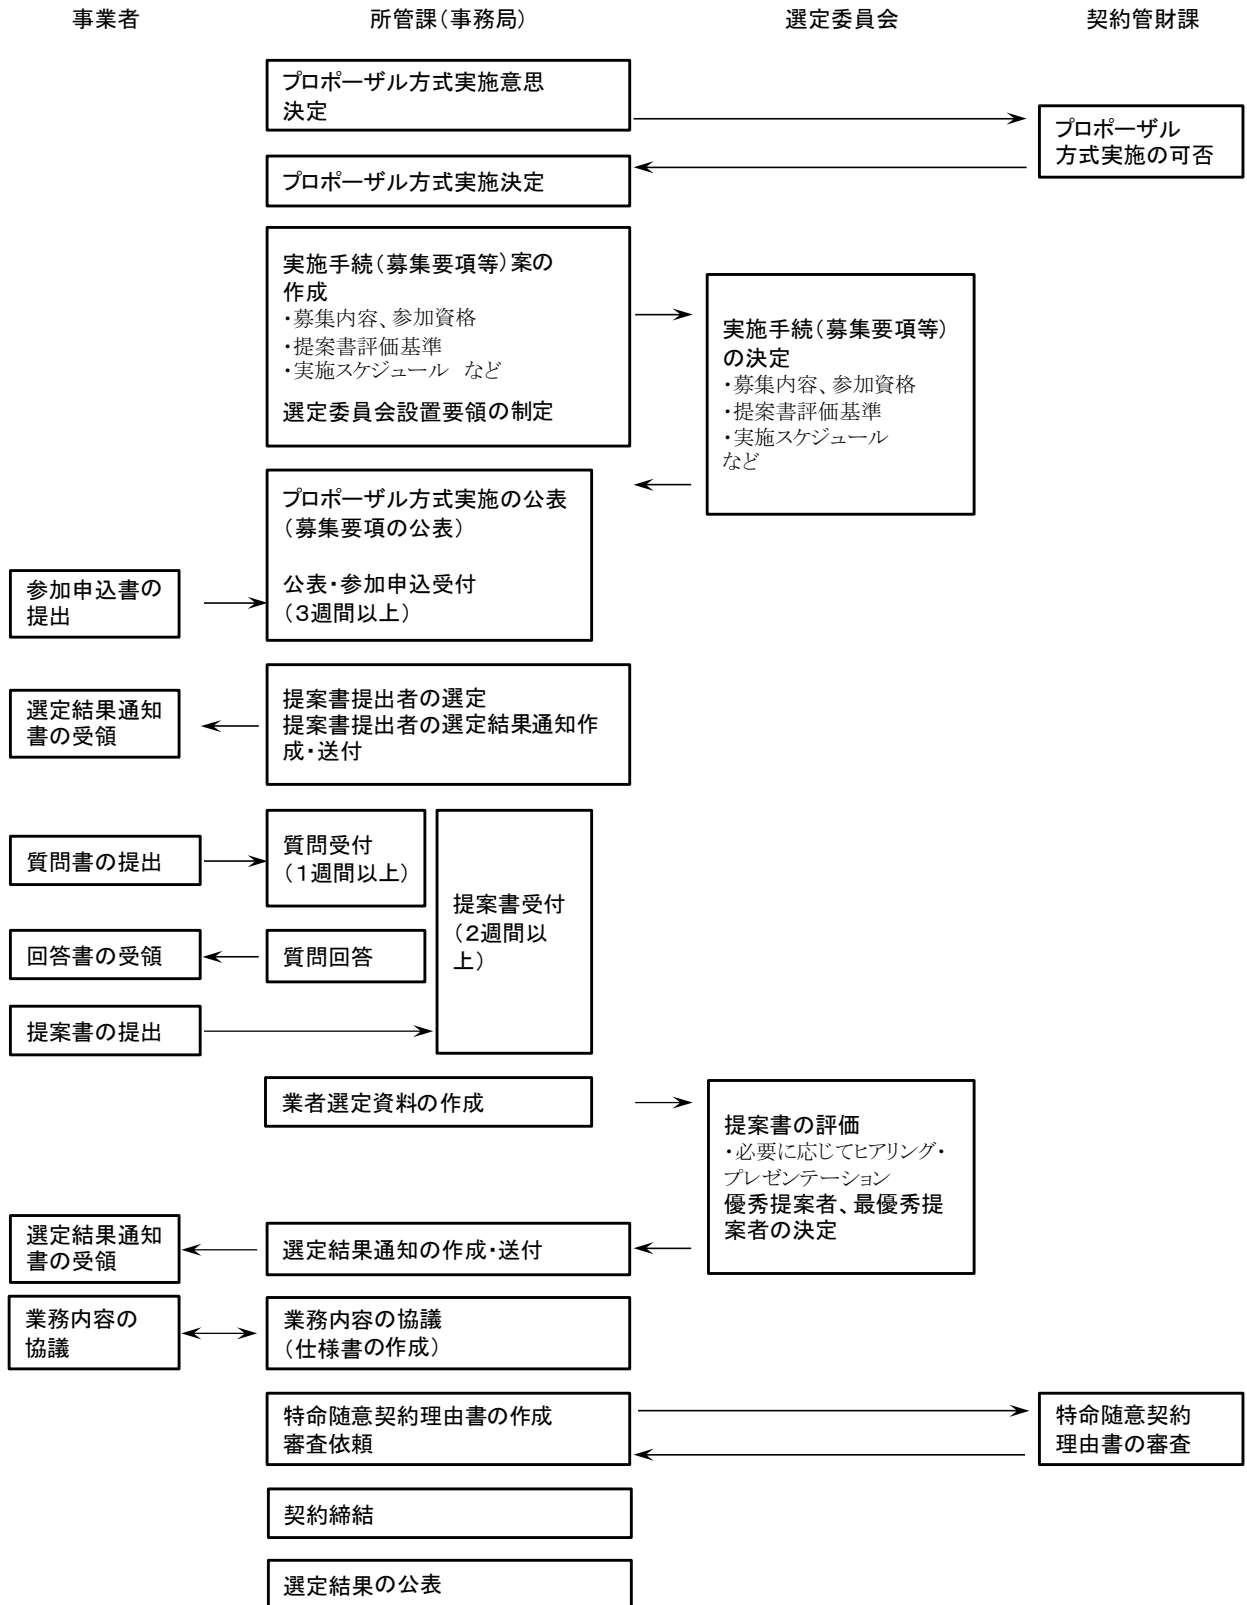 事業者
所管課(事務局)
選定委員会
契約管財課
プロポーザル方式実施意思
決定
プロポーザル
方式実施の可否
プロポーザル方式実施決定
実施手続(募集要項等)案の
作成
・募集内容、参加資格
・提案書評価基準
・実施スケジュール など
選定委員会設置要領の制定
実施手続(募集要項等)
の決定
・募集内容、参加資格
・提案書評価基準
・実施スケジュール
など
プロポーザル方式実施の公表
(募集要項の公表)
公表・参加申込受付
(3週間以上)
参加申込書の
提出
提案書提出者の選定
提案書提出者の選定結果通知作
成・送付
選定結果通知
書の受領
質問書の提出
質問受付
(1週間以上)
提案書受付
(2週間以
上)
回答書の受領
質問回答
提案書の提出
業者選定資料の作成
提案書の評価
・必要に応じてヒアリング・
プレゼンテーション
優秀提案者、最優秀提
案者の決定
選定結果通知
書の受領
選定結果通知の作成・送付
業務内容の
協議
業務内容の協議
(仕様書の作成)
特命随意契約理由書の作成
審査依頼
特命随意契約
理由書の審査
契約締結
選定結果の公表